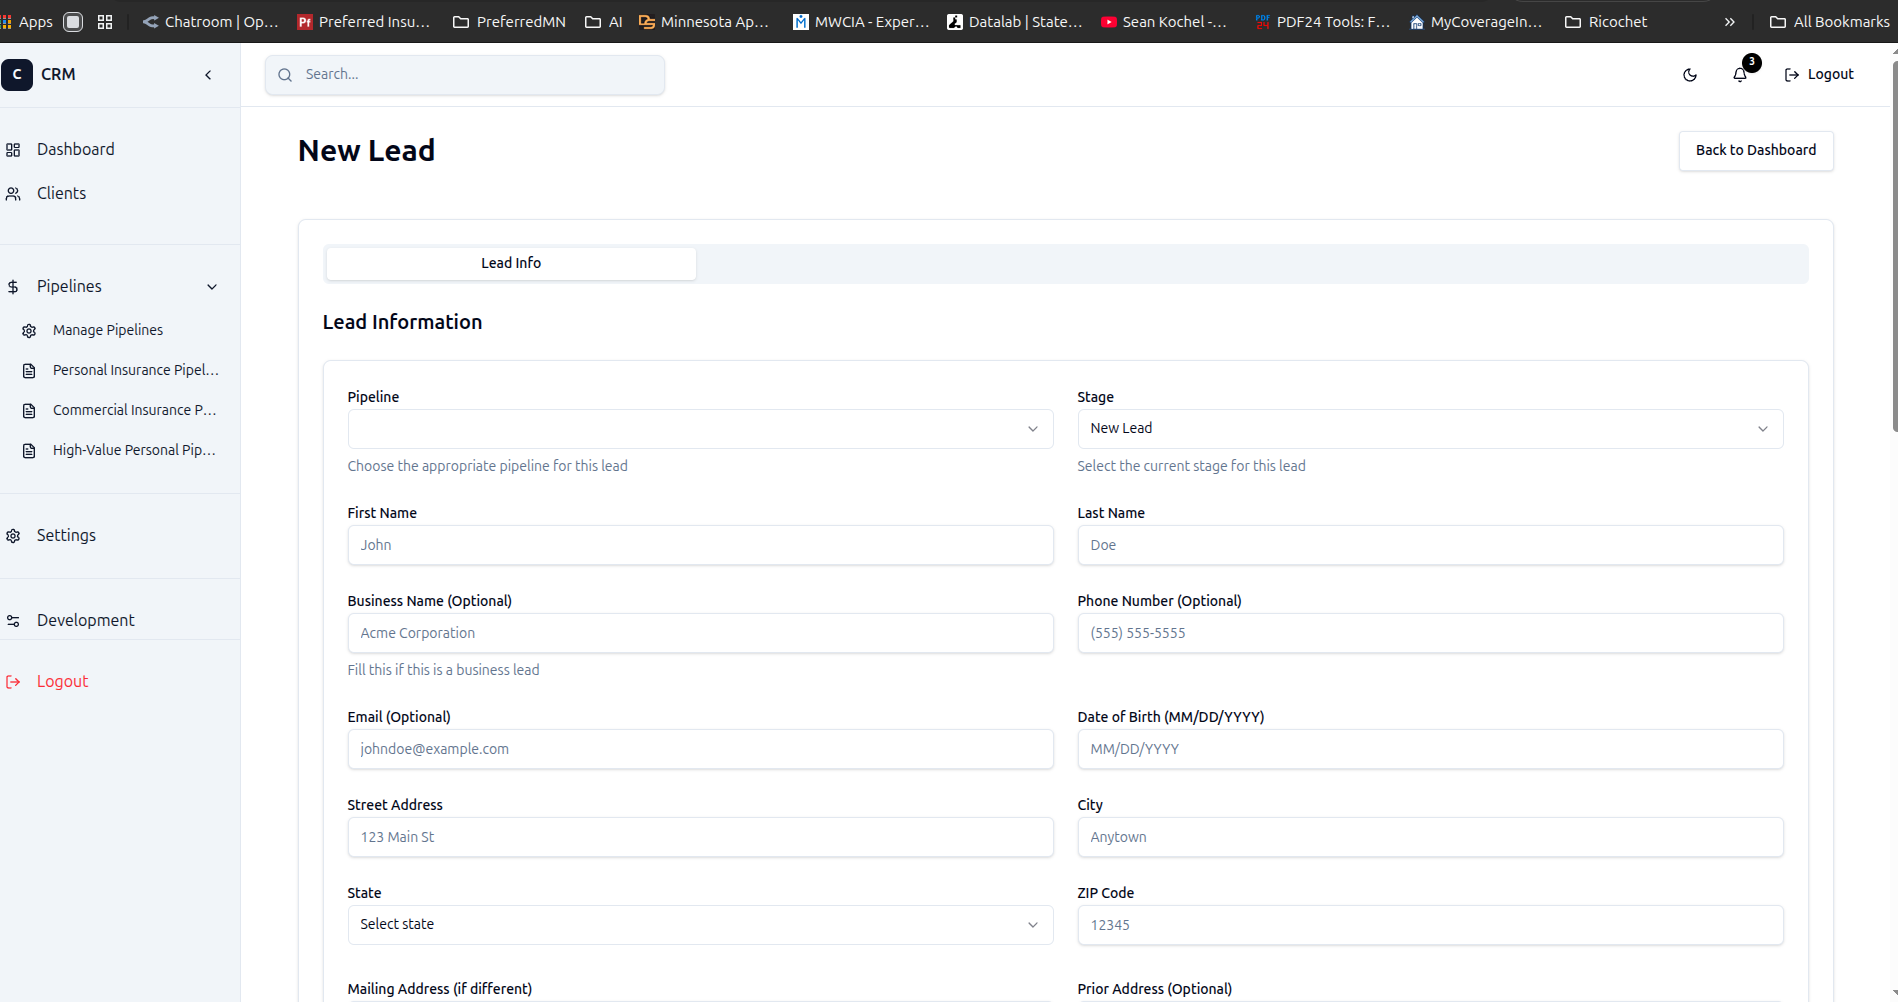 Apps Chatroom | Op... Preferred Insu... PreferredMN AI Minnesota Ap... MWCIA - Exper... Datalab | State... Sean Kochel -... PDF24 Tools: F... MyCoverageIn... Ricochet » All Bookmarks
C CRM
Search...
3
Logout
Dashboard
Clients
Pipelines
Manage Pipelines
Personal Insurance Pipel...
Commercial Insurance P...
High-Value Personal Pip...
Settings
Development
Logout
New Lead
Back to Dashboard
Lead Info
Lead Information
Pipeline
Choose the appropriate pipeline for this lead
Stage
New Lead
Select the current stage for this lead
First Name
John
Last Name
Doe
Business Name (Optional)
Acme Corporation
Fill this if this is a business lead
Phone Number (Optional)
(555) 555-5555
Email (Optional)
johndoe@example.com
Date of Birth (MM/DD/YYYY)
MM/DD/YYYY
Street Address
123 Main St
City
Anytown
State
Select state
ZIP Code
12345
Mailing Address (if different)
Prior Address (Optional)